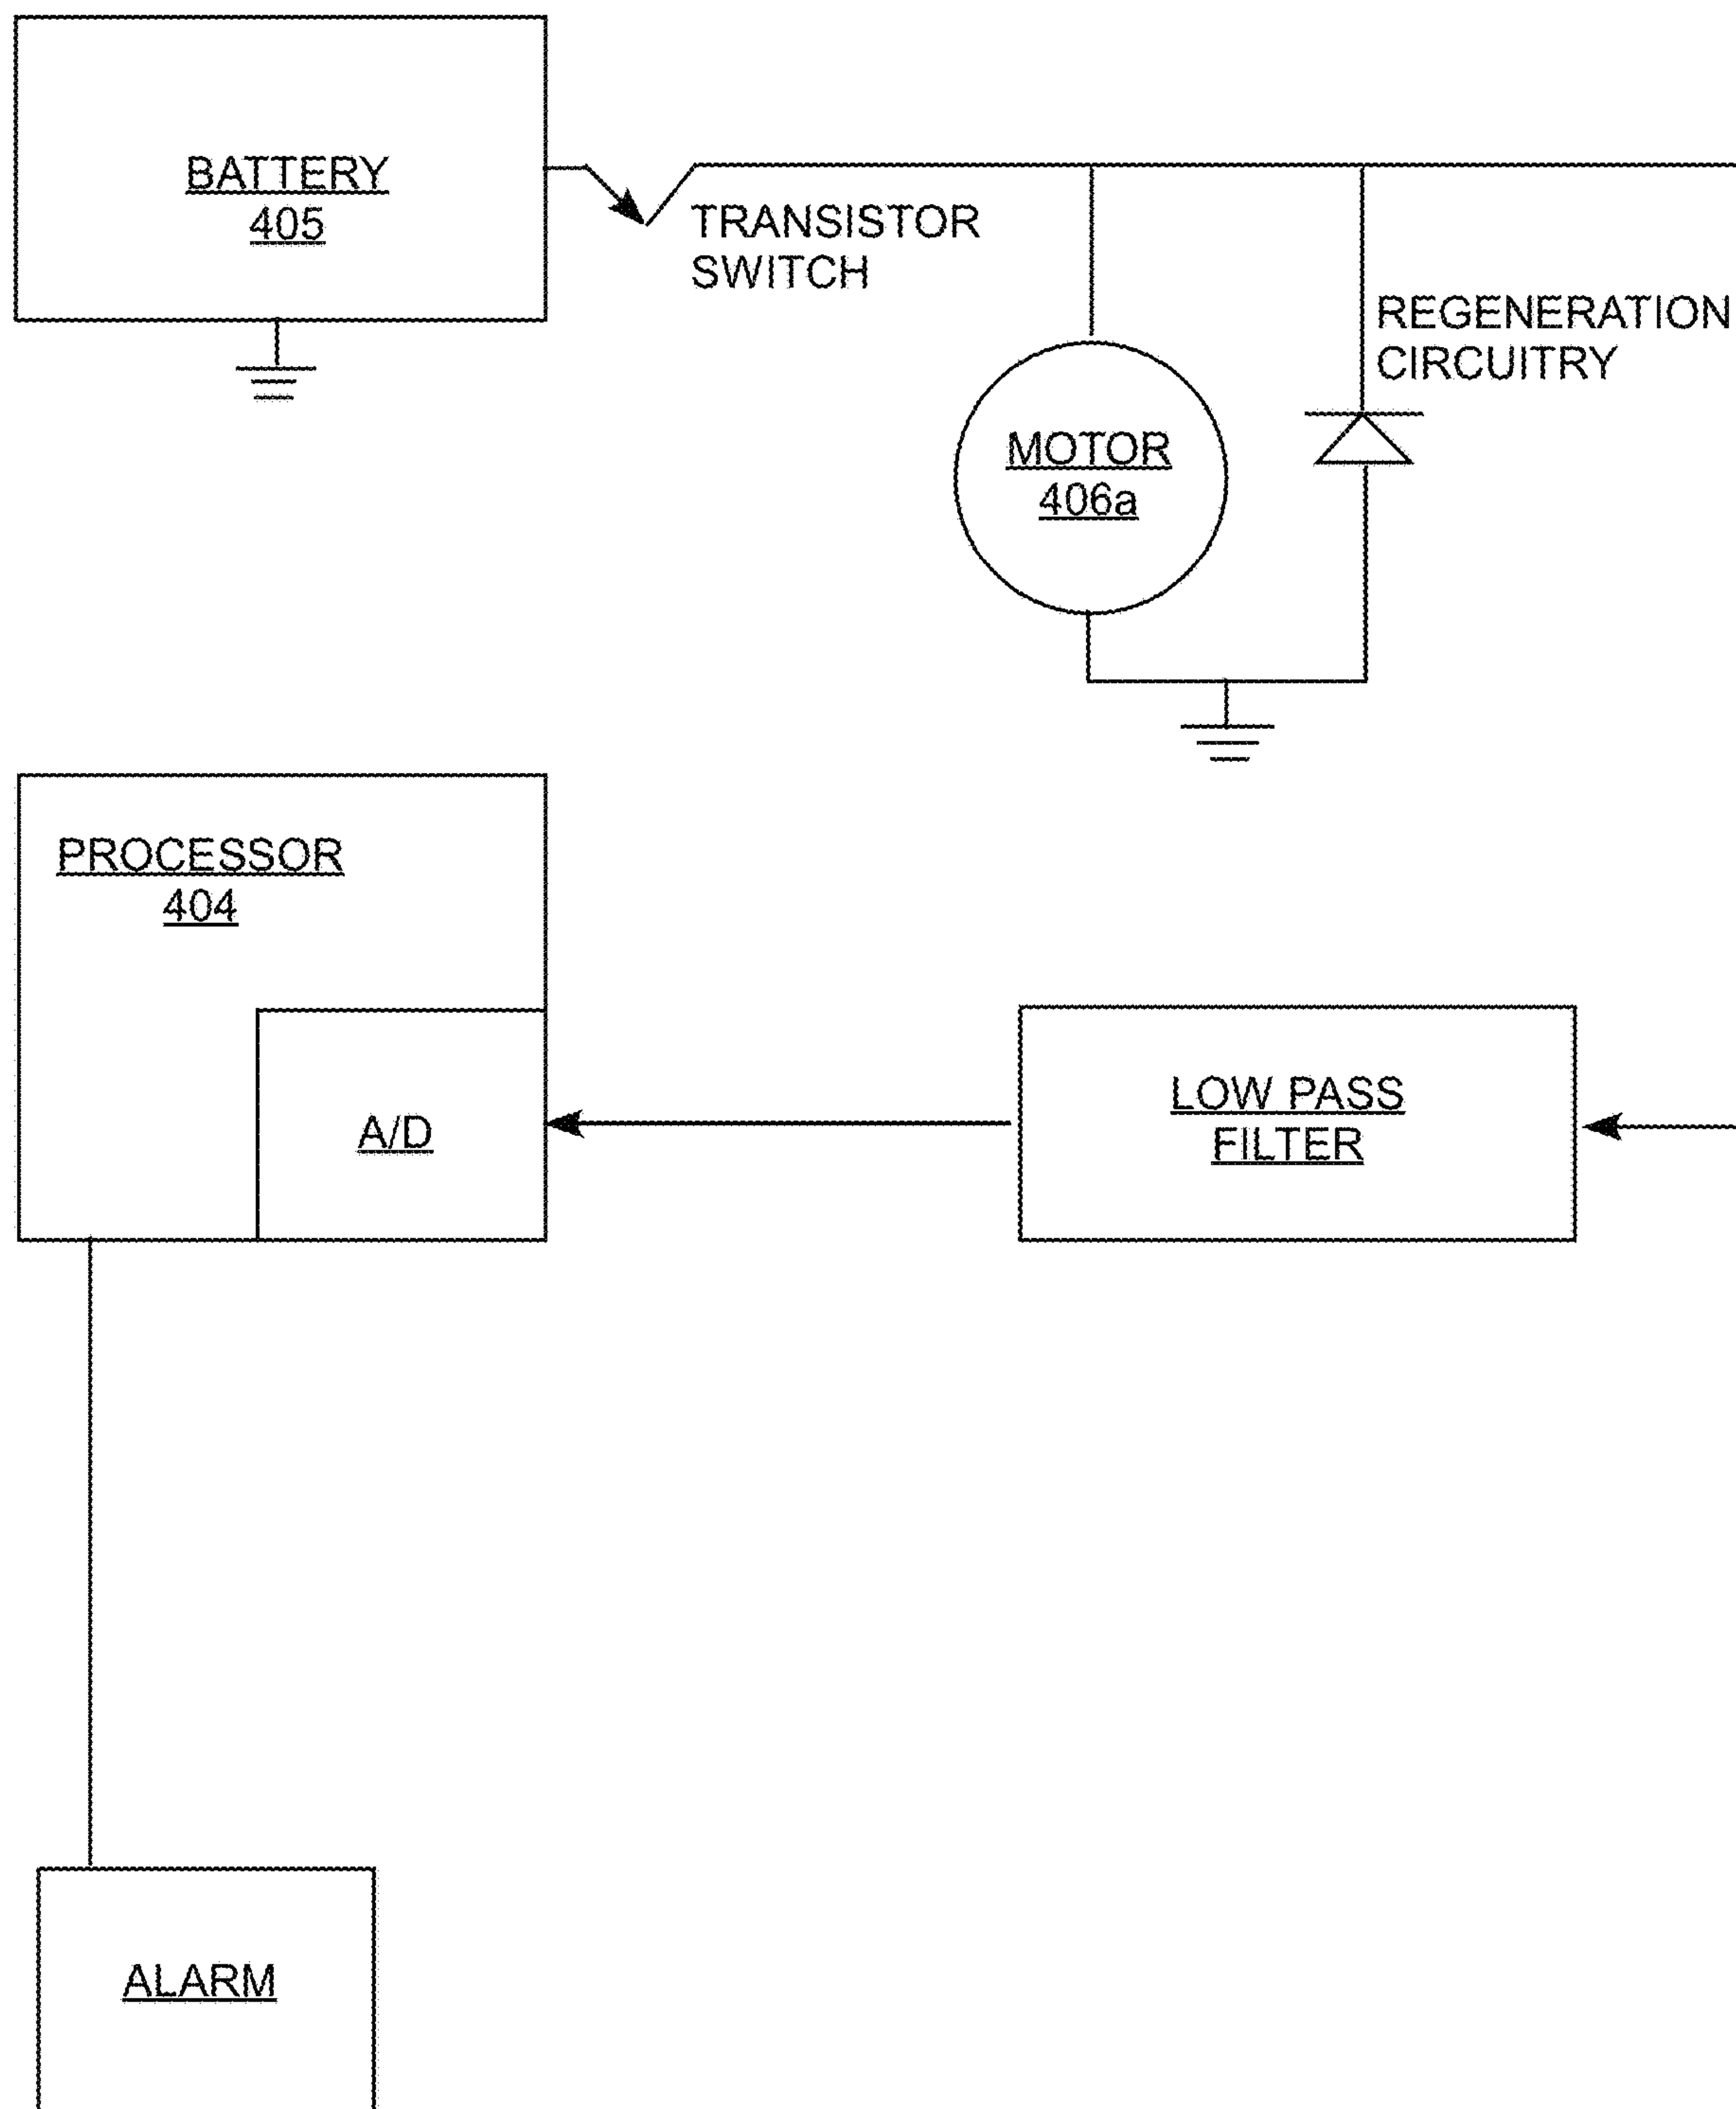 BATTERY
405
TRANSISTOR
SWITCH
REGENERATION
CIRCUITRY
MOTOR
406a
PROCESSOR
404
A/D
LOW PASS
FILTER
ALARM